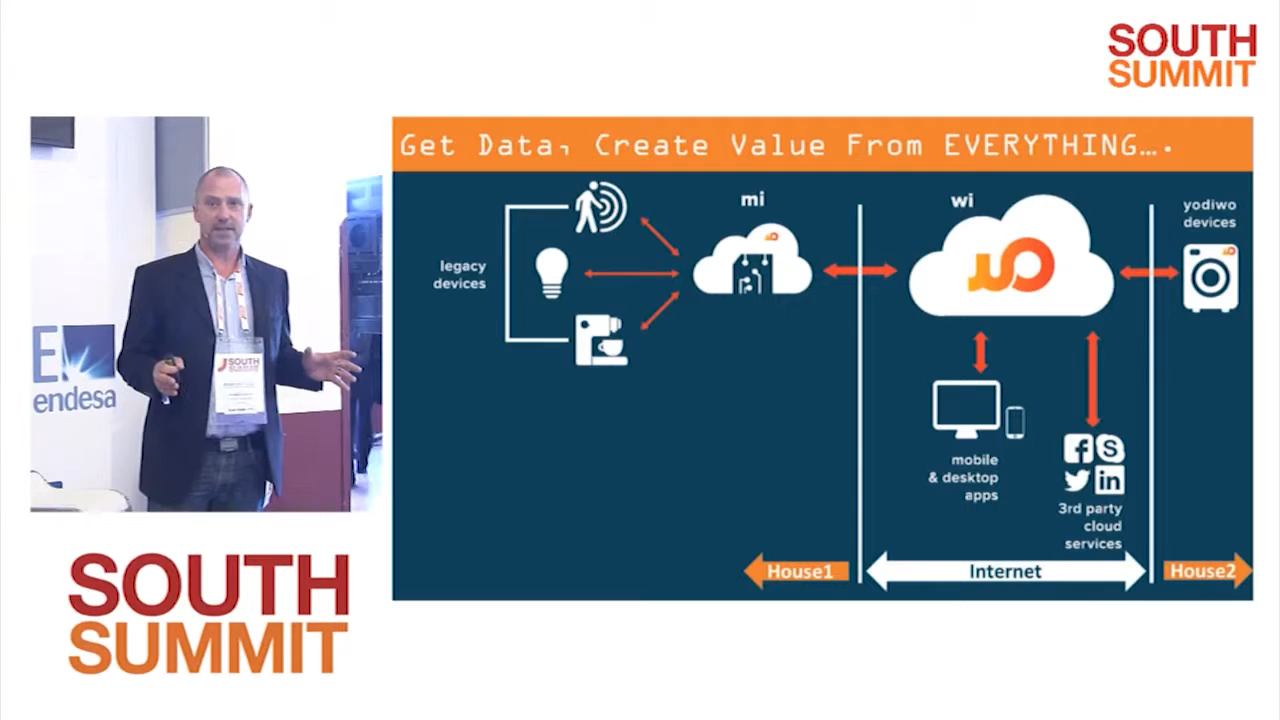 SOUTH
SUMMIT
Get Data, Create Value From EVERYTHING….
mi
wi
yodiwo
devices
legacy
devices
mobile
& desktop
apps
3rd party
cloud
services
House1
Internet
House2
E
endesa
SOUTH
SOUTH
SUMMIT